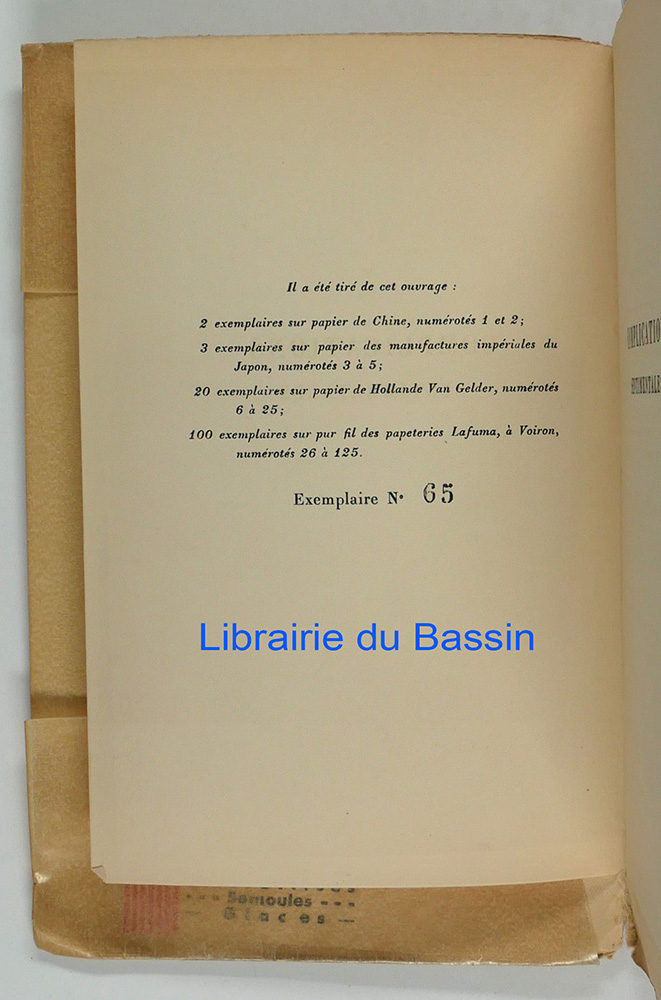 Il a été tiré de cet ouvrage :
2 exemplaires sur papier de Chine, numérotés 1 et 2;
3 exemplaires sur papier des manufactures impériales du
Japon, numérotés 3 à 5;
20 exemplaires sur papier de Hollande Van Gelder, numérotés
6 à 25;
100 exemplaires sur pur fil des papeteries Lafuma, à Voiron,
numérotés 26 à 125.
Exemplaire N° 65
Librairie du Bassin
- - - Semoules - - -
Glaces —